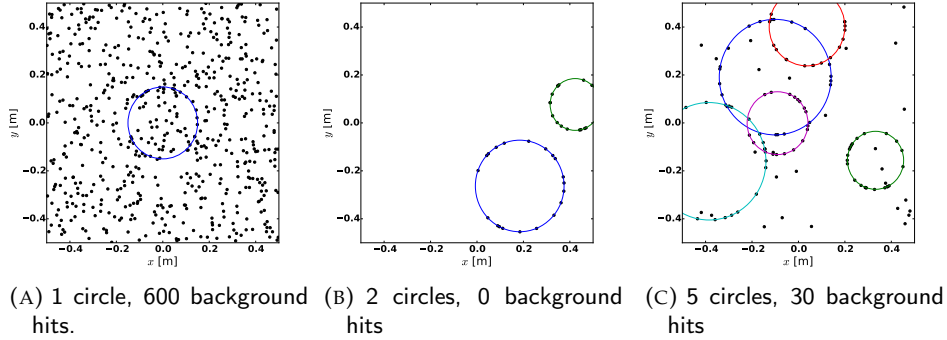 0.4
0.2
0.0
−0.2
−0.4
y [m]
−0.4 −0.2 0.0 0.2 0.4
x [m]
0.4
0.2
0.0
−0.2
−0.4
y [m]
−0.4 −0.2 0.0 0.2 0.4
x [m]
0.4
0.2
0.0
−0.2
−0.4
y [m]
−0.4 −0.2 0.0 0.2 0.4
x [m]
(A) 1 circle, 600 background
hits.
(B) 2 circles, 0 background
hits
(C) 5 circles, 30 background
hits